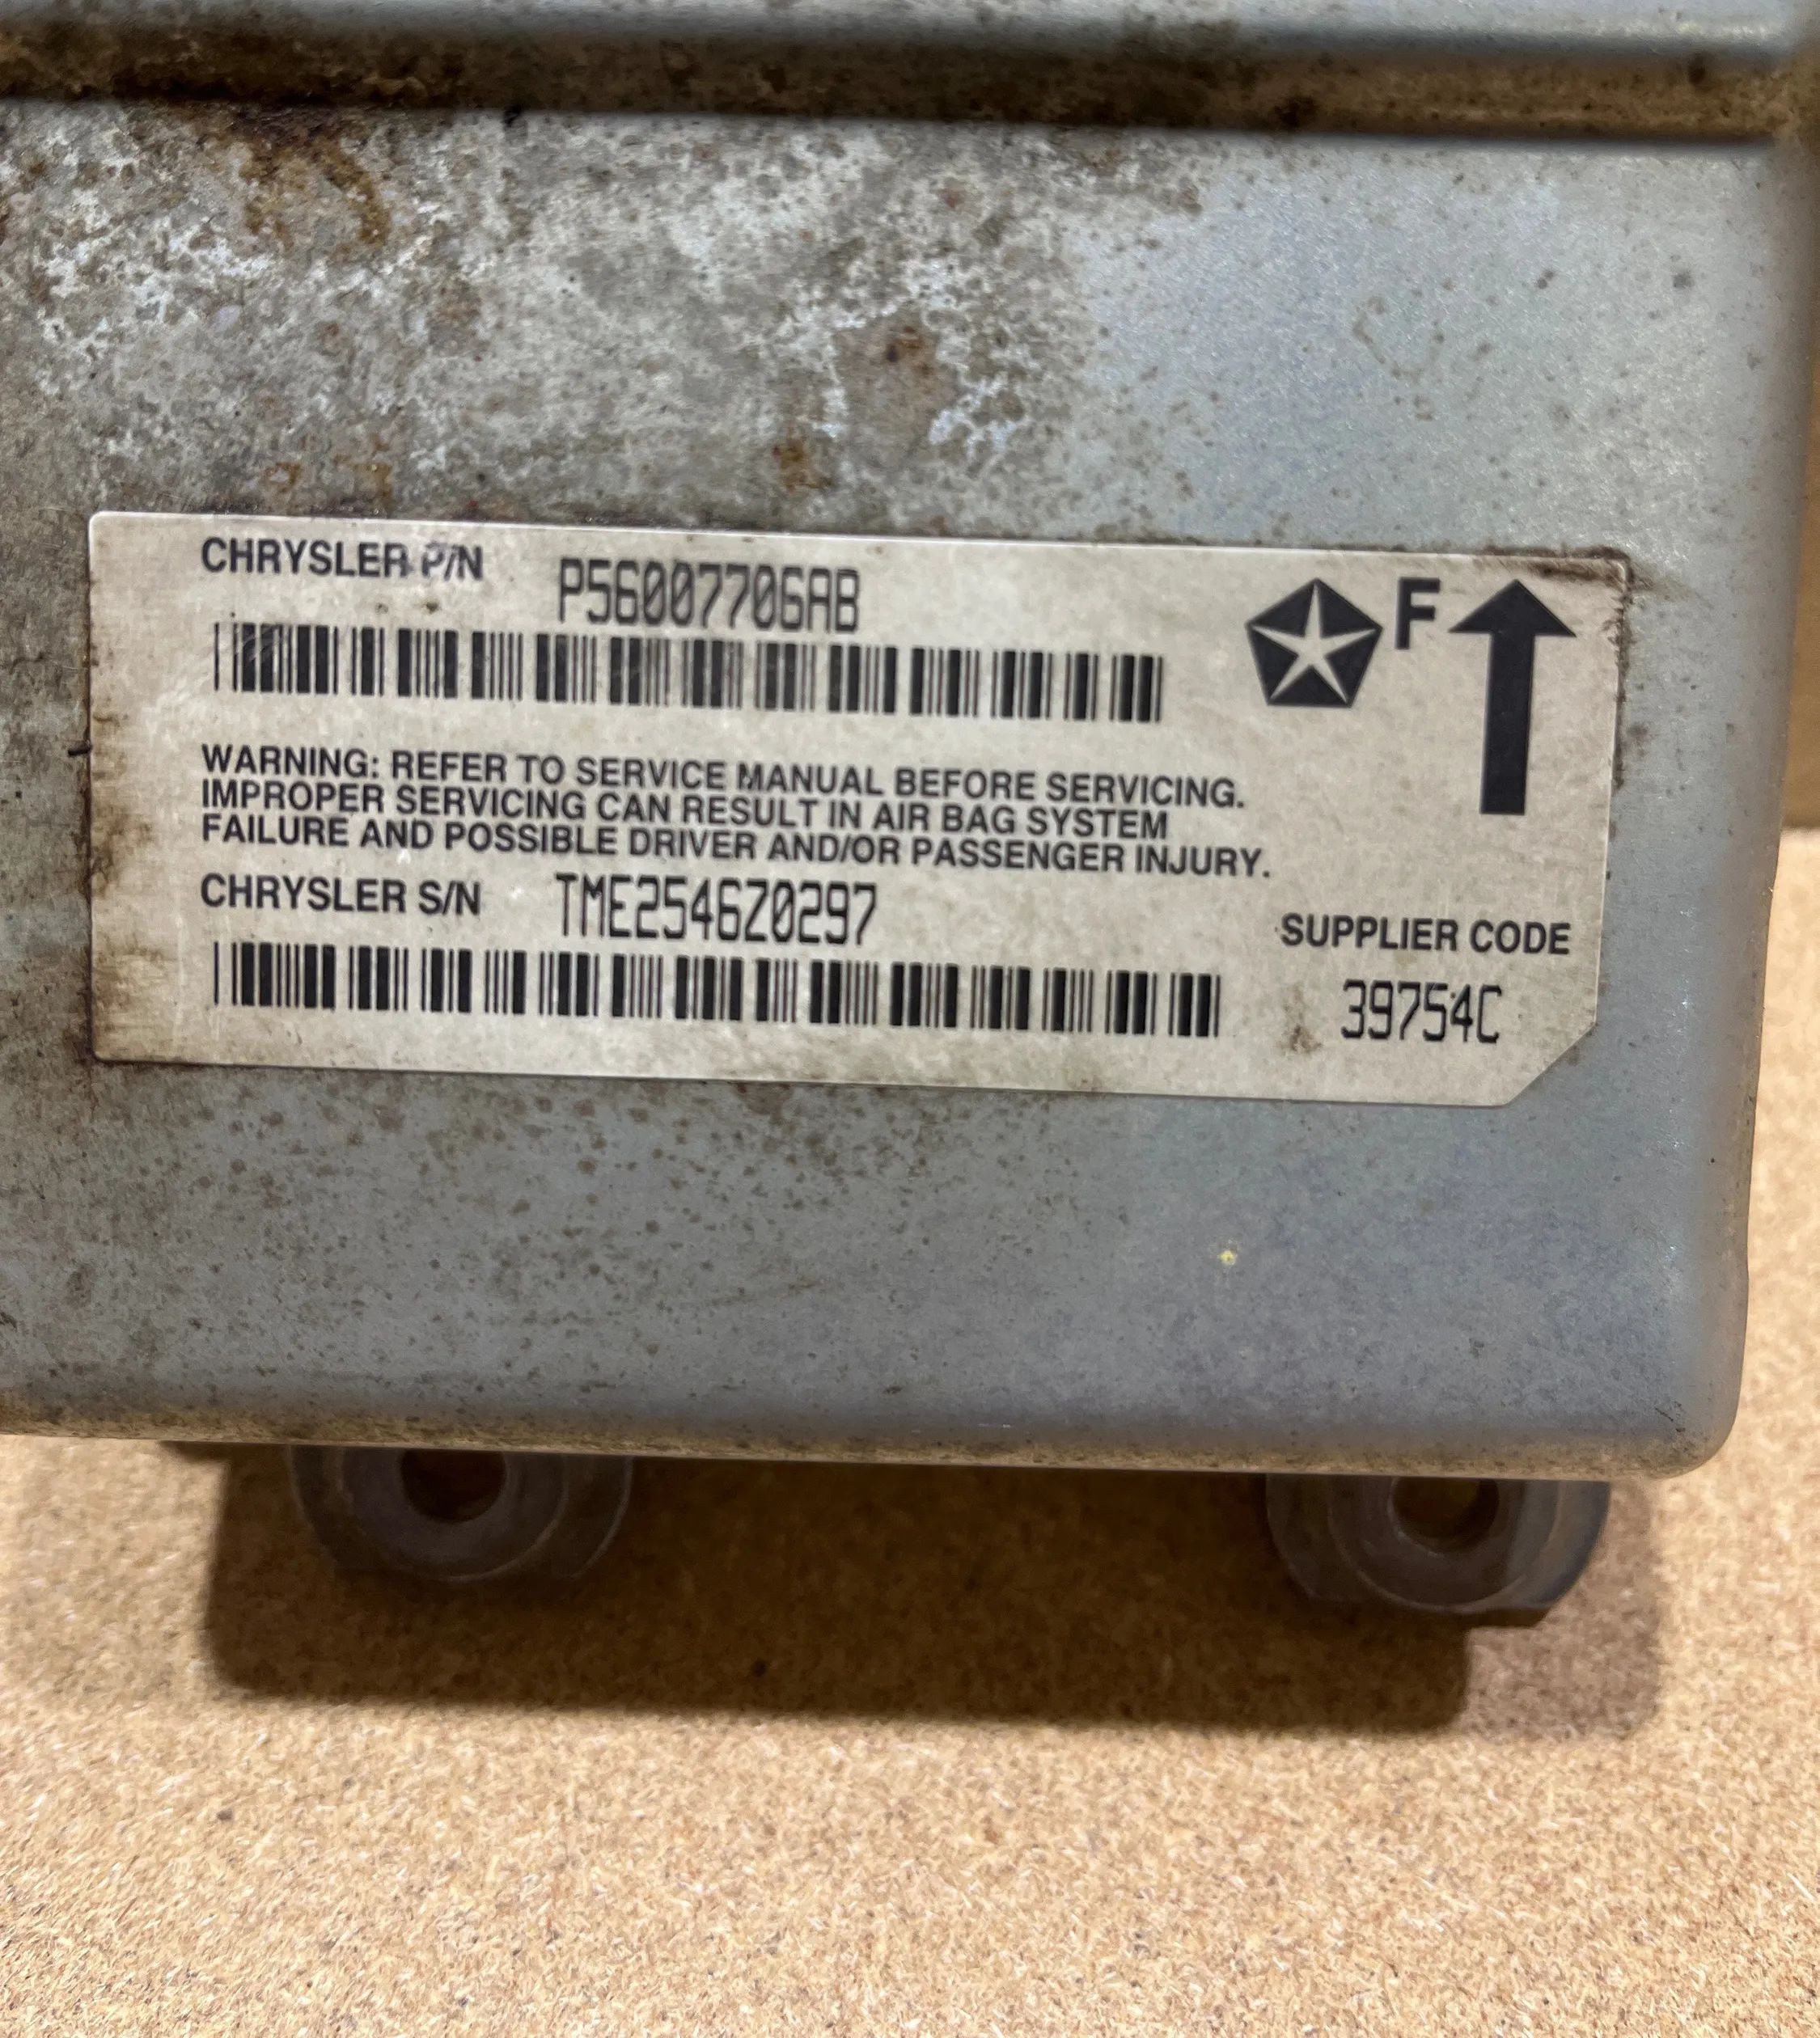 CHRYSLER P/N P56007706AB
F
WARNING: REFER TO SERVICE MANUAL BEFORE SERVICING.
IMPROPER SERVICING CAN RESULT IN AIR BAG SYSTEM
FAILURE AND POSSIBLE DRIVER AND/OR PASSENGER INJURY.
CHRYSLER S/N TME2546Z0297
SUPPLIER CODE
39754C